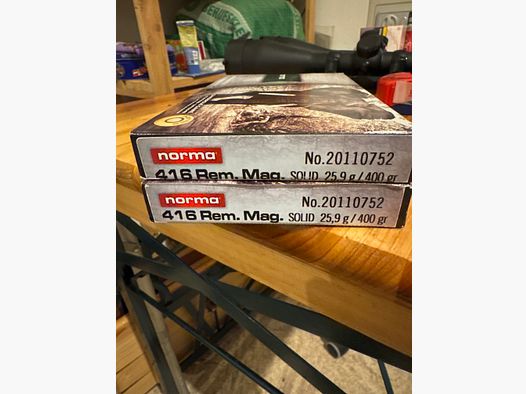 norma
No.20110752
416 Rem. Mag. SOLID 25,9 g / 400 gr
norma
No.20110752
416 Rem. Mag. SOLID 25,9 g / 400 gr